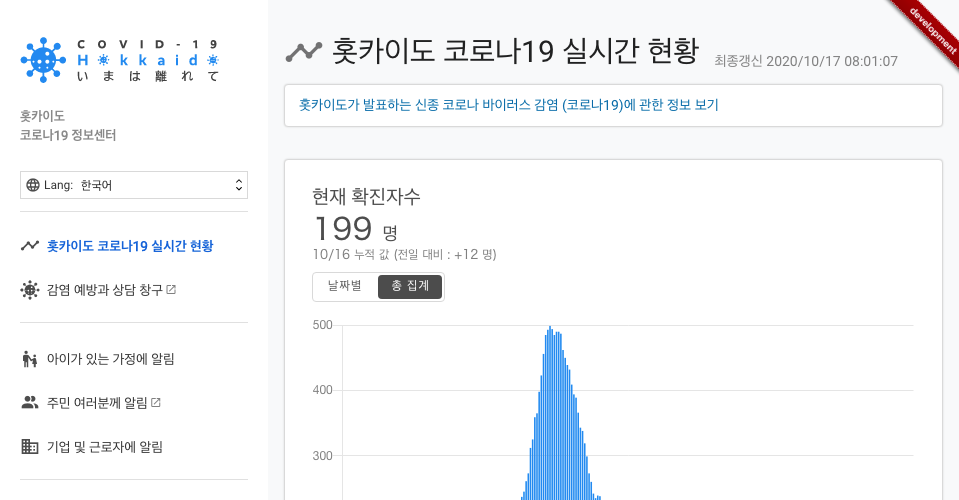 COVID-19
Hokkaido
いまは離れて
홋카이도
코로나19 정보센터
Lang: 한국어
홋카이도 코로나19 실시간 현황
감염 예방과 상담 창구
아이가 있는 가정에 알림
주민 여러분께 알림
기업 및 근로자에 알림
development
홋카이도 코로나19 실시간 현황 최종갱신 2020/10/17 08:01:07
홋카이도가 발표하는 신종 코로나 바이러스 감염 (코로나19)에 관한 정보 보기
현재 확진자수
199 명
10/16 누적 값 (전일 대비 : +12 명)
날짜별 총 집계
500
400
300